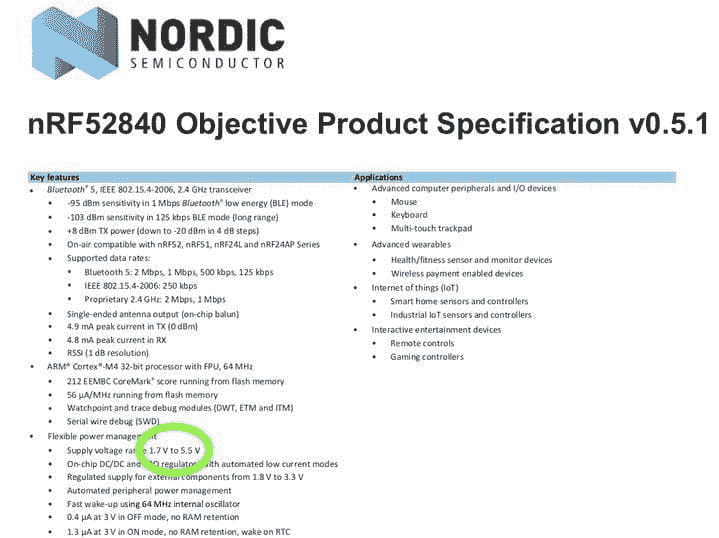 NORDIC
SEMICONDUCTOR
nRF52840 Objective Product Specification v0.5.1
Key features
• Bluetooth® 5, IEEE 802.15.4-2006, 2.4 GHz transceiver
• -95 dBm sensitivity in 1 Mbps Bluetooth® low energy (BLE) mode
• -103 dBm sensitivity in 125 kbps BLE mode (long range)
• +8 dBm TX power (down to -20 dBm in 4 dB steps)
• On-air compatible with nRF52, nRF51, nRF24L and nRF24AP Series
• Supported data rates:
• Bluetooth 5: 2 Mbps, 1 Mbps, 500 kbps, 125 kbps
• IEEE 802.15.4-2006: 250 kbps
• Proprietary 2.4 GHz: 2 Mbps, 1 Mbps
• Single-ended antenna output (on-chip balun)
• 4.9 mA peak current in TX (0 dBm)
• 4.8 mA peak current in RX
• RSSI (1 dB resolution)
• ARM® Cortex®-M4 32-bit processor with FPU, 64 MHz
• 212 EEMBC CoreMark® score running from flash memory
• 56 µA/MHz running from flash memory
• Watchpoint and trace debug modules (DWT, ETM and ITM)
• Serial wire debug (SWD)
• Flexible power management
• Supply voltage range 1.7 V to 5.5 V
• On-chip DC/DC and LDO regulators with automated low current modes
• Regulated supply for external components from 1.8 V to 3.3 V
• Automated peripheral power management
• Fast wake-up using 64 MHz internal oscillator
• 0.4 µA at 3 V in OFF mode, no RAM retention
• 1.3 µA at 3 V in ON mode, no RAM retention, wake on RTC
Applications
• Advanced computer peripherals and I/O devices
• Mouse
• Keyboard
• Multi-touch trackpad
• Advanced wearables
• Health/fitness sensor and monitor devices
• Wireless payment enabled devices
• Internet of things (IoT)
• Smart home sensors and controllers
• Industrial IoT sensors and controllers
• Interactive entertainment devices
• Remote controls
• Gaming controllers